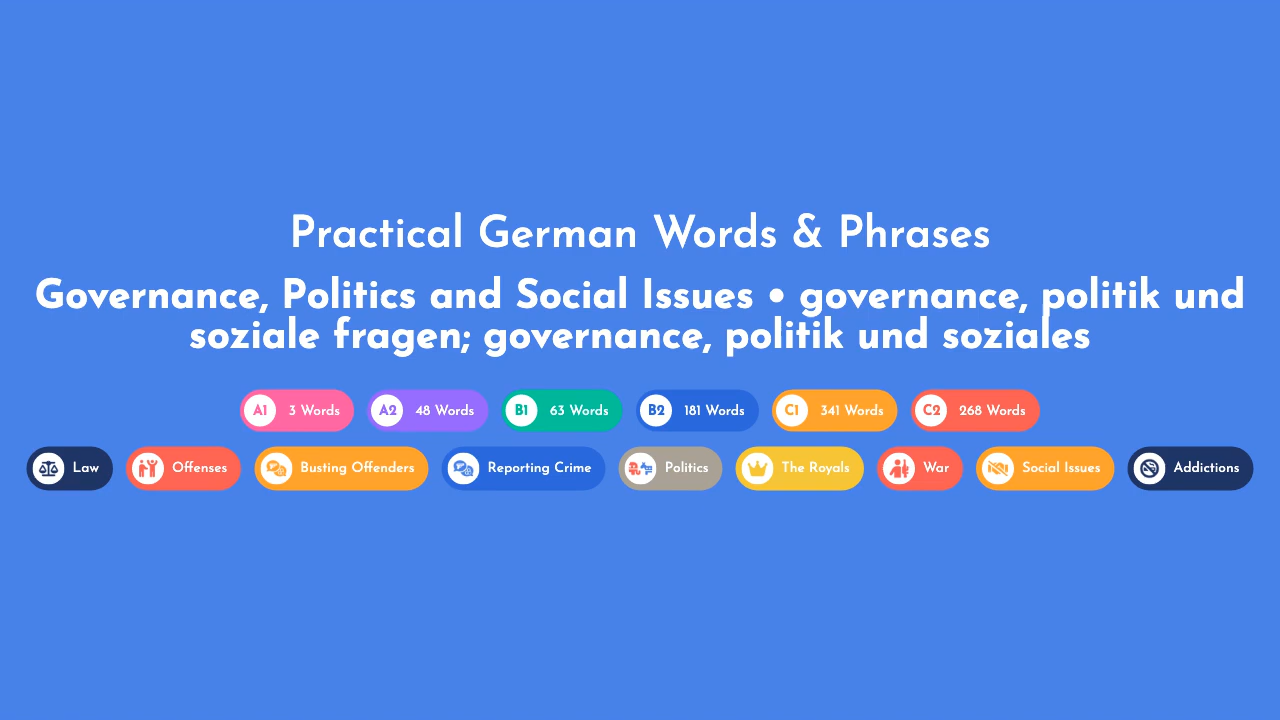 Practical German Words & Phrases
Governance, Politics and Social Issues • governance, politik und
soziale fragen; governance, politik und soziales
A1 3 Words A2 48 Words B1 63 Words B2 181 Words C1 341 Words C2 268 Words
Law Offenses Busting Offenders Reporting Crime Politics The Royals War Social Issues Addictions